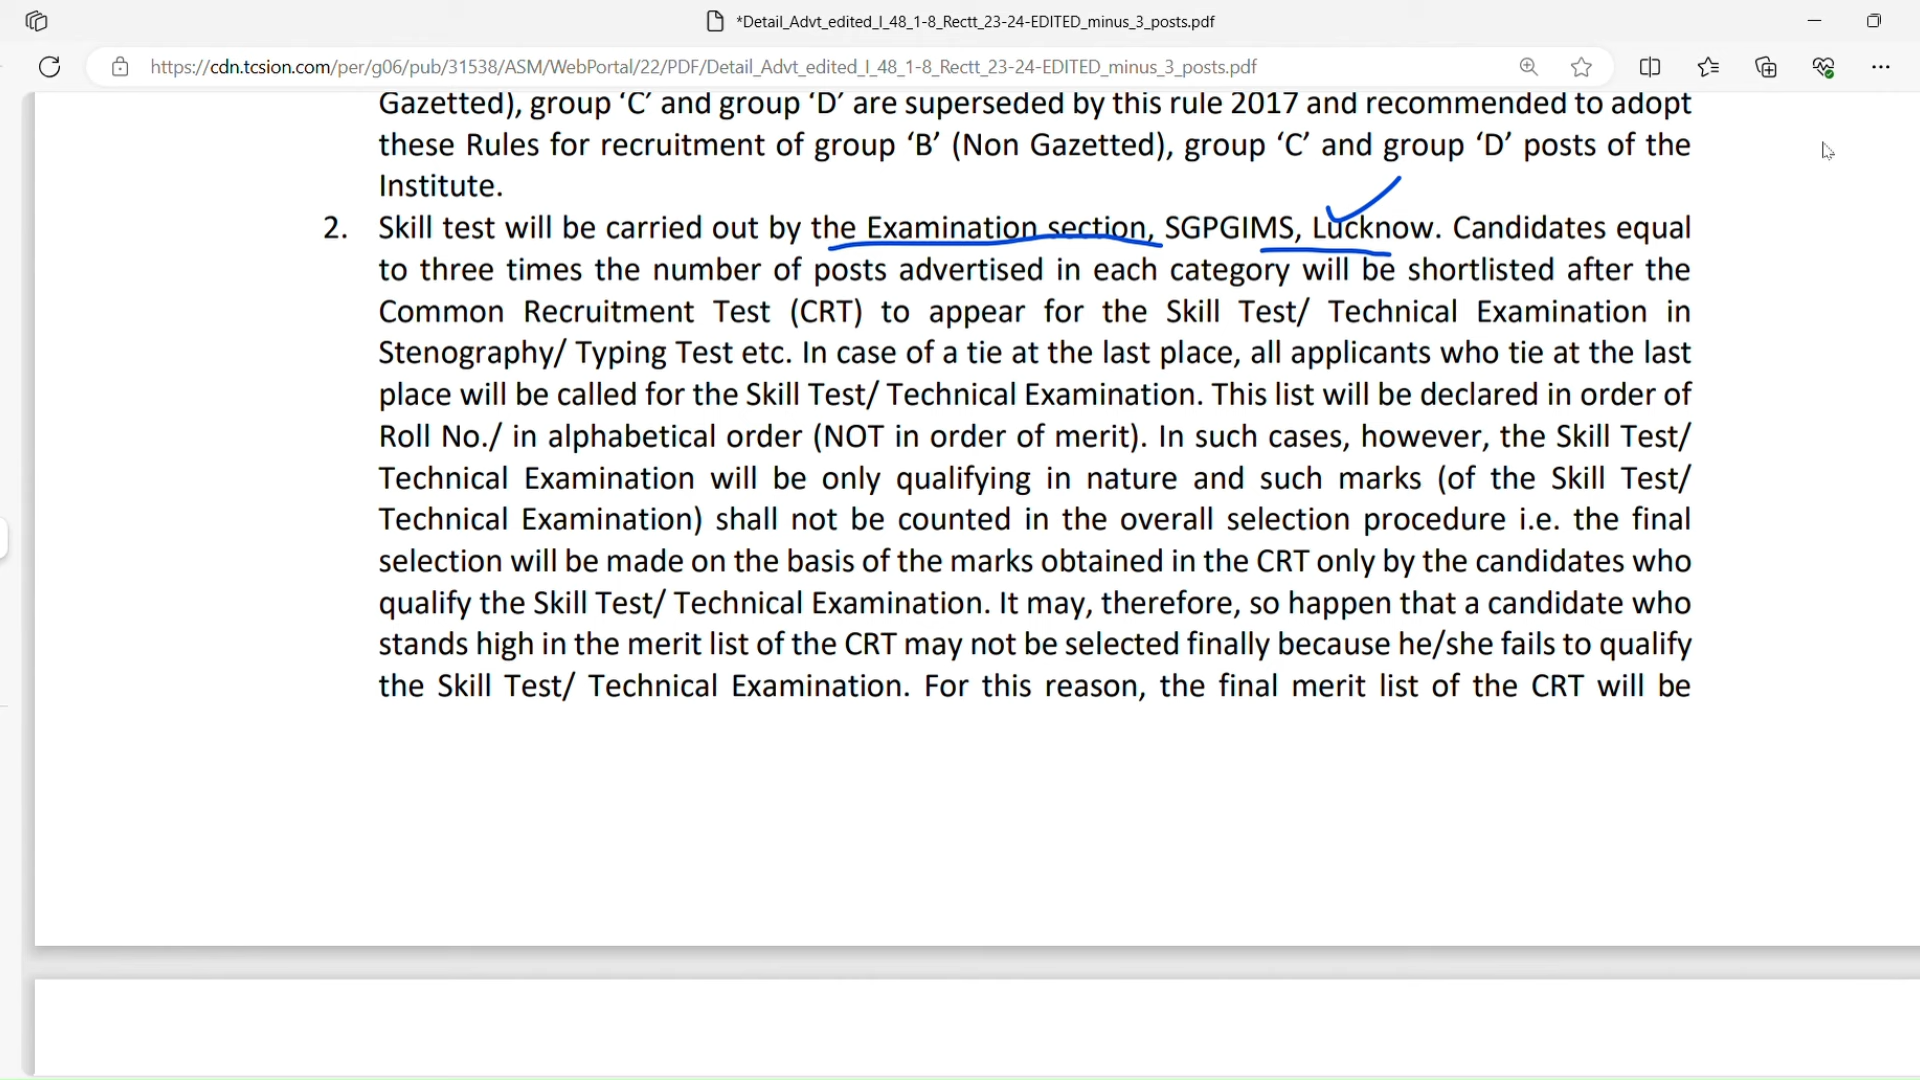 *Detail_Advt_edited_I_48_1-8_Rectt_23-24-EDITED_minus_3_posts.pdf
https://cdn.tcsion.com/per/g06/pub/31538/ASM/WebPortal/22/PDF/Detail_Advt_edited_I_48_1-8_Rectt_23-24-EDITED_minus_3_posts.pdf
Gazetted), group ‘C’ and group ‘D’ are superseded by this rule 2017 and recommended to adopt
these Rules for recruitment of group ‘B’ (Non Gazetted), group ‘C’ and group ‘D’ posts of the
Institute.
2. Skill test will be carried out by the Examination section, SGPGIMS, Lucknow. Candidates equal
to three times the number of posts advertised in each category will be shortlisted after the
Common Recruitment Test (CRT) to appear for the Skill Test/ Technical Examination in
Stenography/ Typing Test etc. In case of a tie at the last place, all applicants who tie at the last
place will be called for the Skill Test/ Technical Examination. This list will be declared in order of
Roll No./ in alphabetical order (NOT in order of merit). In such cases, however, the Skill Test/
Technical Examination will be only qualifying in nature and such marks (of the Skill Test/
Technical Examination) shall not be counted in the overall selection procedure i.e. the final
selection will be made on the basis of the marks obtained in the CRT only by the candidates who
qualify the Skill Test/ Technical Examination. It may, therefore, so happen that a candidate who
stands high in the merit list of the CRT may not be selected finally because he/she fails to qualify
the Skill Test/ Technical Examination. For this reason, the final merit list of the CRT will be